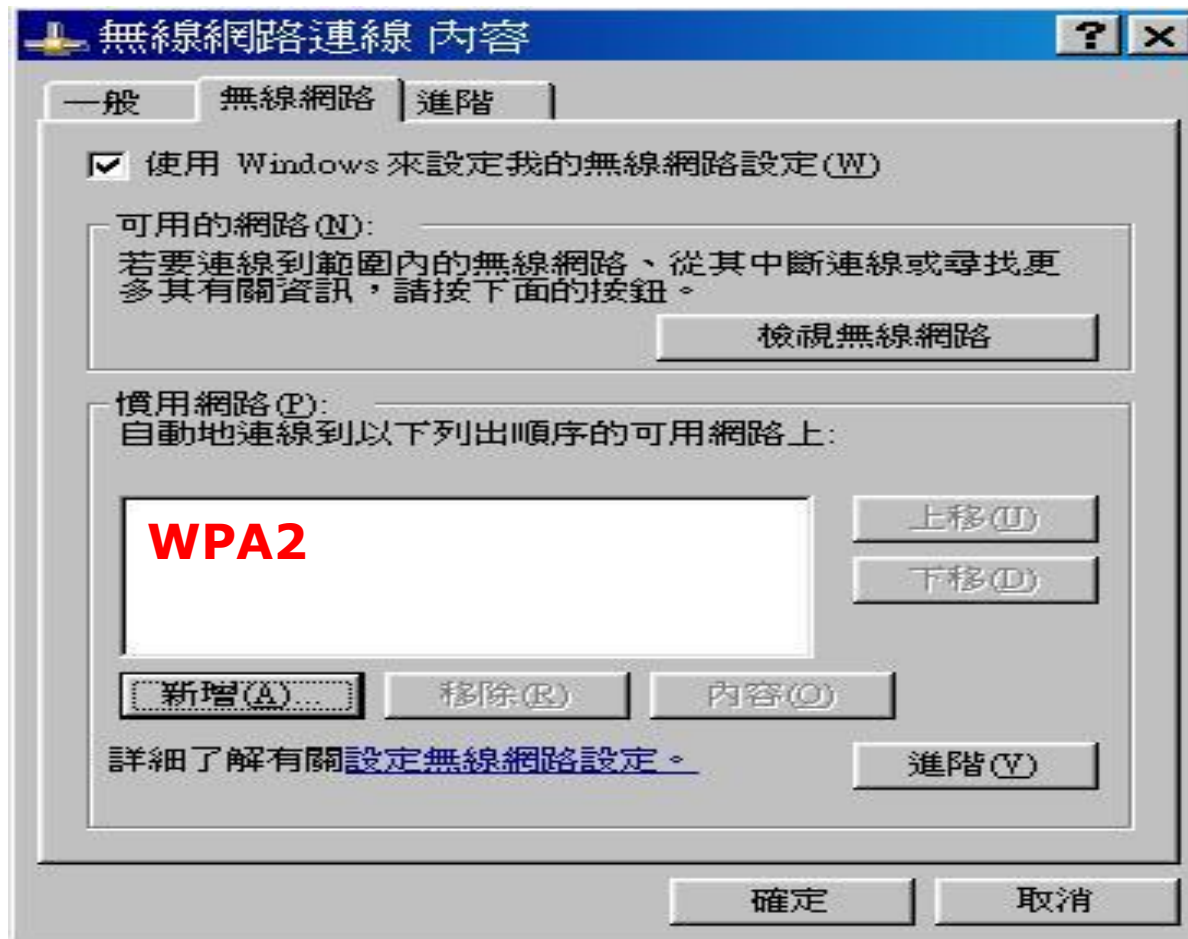 無線網路連線 內容
一般 無線網路 進階
使用 Windows 來設定我的無線網路設定(W)
可用的網路(N):
若要連線到範圍內的無線網路、從其中斷連線或尋找更
多其有關資訊，請按下面的按鈕。
檢視無線網路
慣用網路(P):
自動地連線到以下列出順序的可用網路上:
WPA2
上移(U)
下移(D)
新增(A)... 移除(R) 內容(O)
詳細了解有關設定無線網路設定。
進階(V)
確定 取消